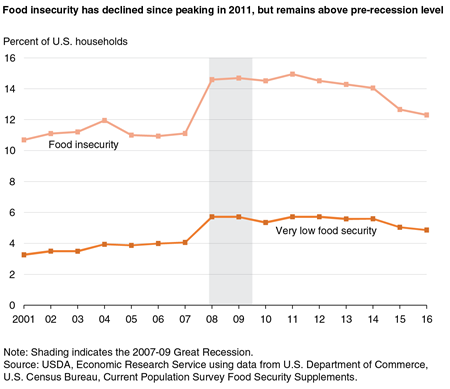 Food insecurity has declined since peaking in 2011, but remains above pre-recession level
Percent of U.S. households
16
14
12
10
8
6
4
2
0
Food insecurity
Very low food security
2001 02 03 04 05 06 07 08 09 10 11 12 13 14 15 16
Note: Shading indicates the 2007-09 Great Recession.
Source: USDA, Economic Research Service using data from U.S. Department of Commerce,
U.S. Census Bureau, Current Population Survey Food Security Supplements.